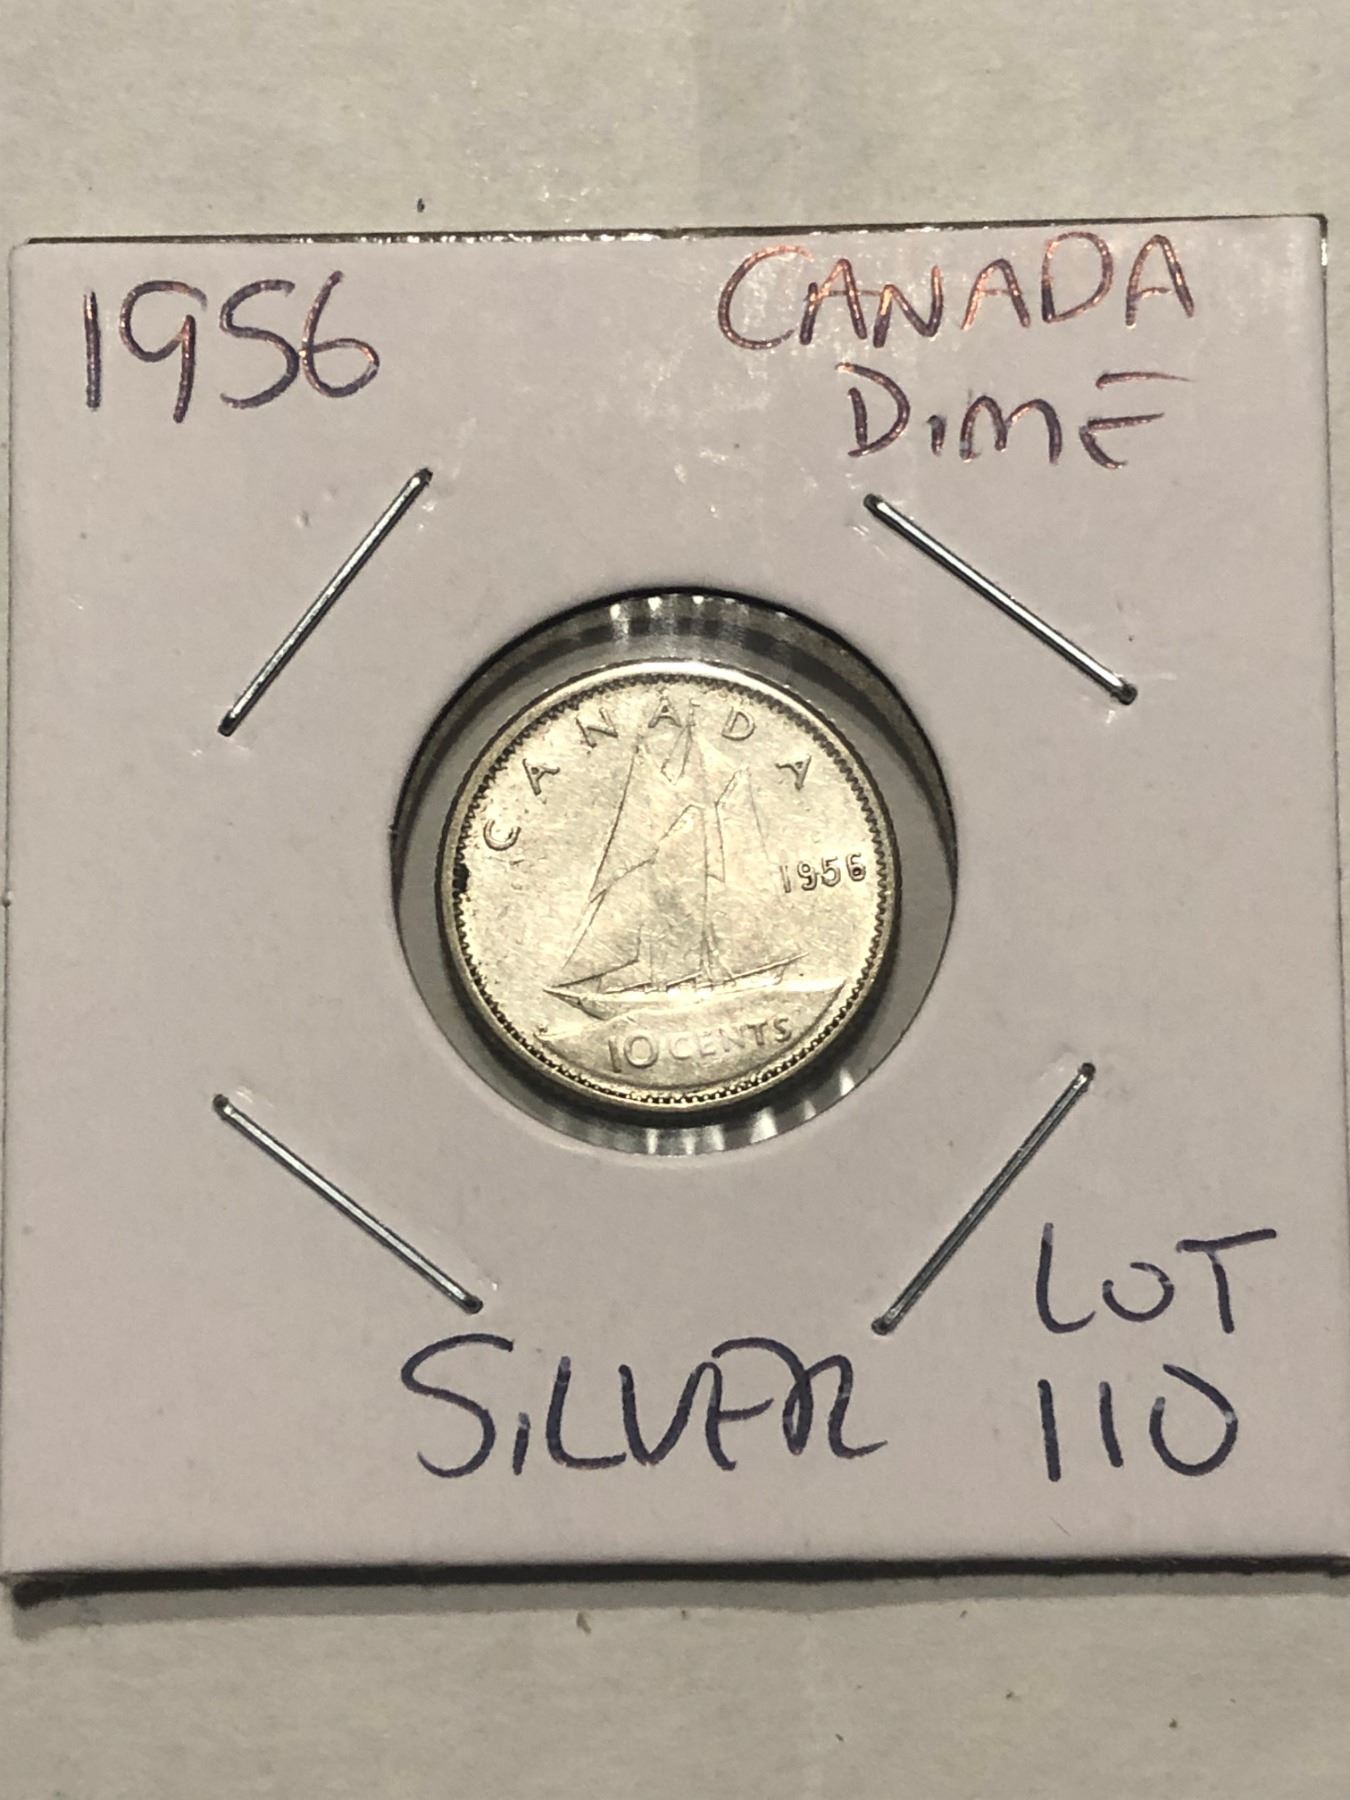 1956
CANADA
DIME
CANADA
1956
10 CENTS
SILVER
LOT
110